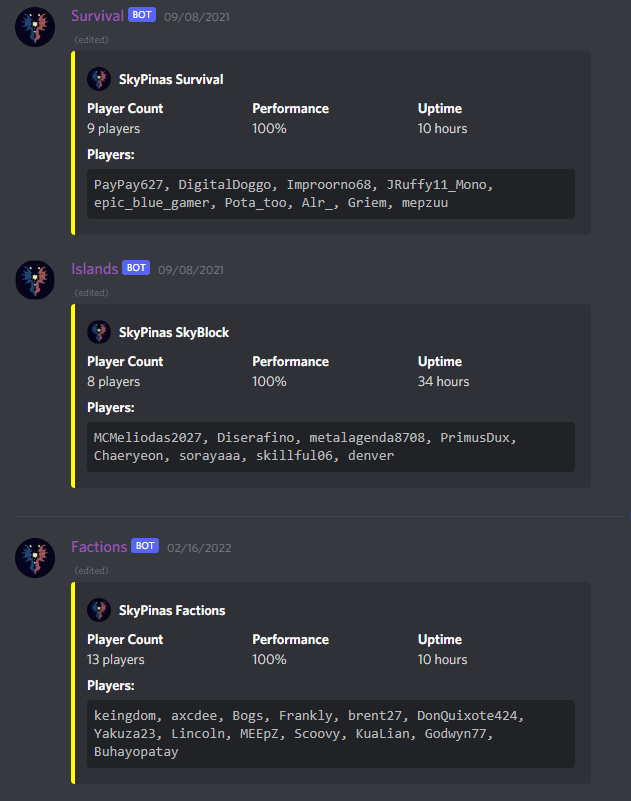 Survival BOT 09/08/2021
(edited)
SkyPinas Survival
Player Count Performance Uptime
9 players 100% 10 hours
Players:
PayPay627, DigitalDoggo, Improorno68, JRuffy11_Mono,
epic_blue_gamer, Pota_too, Alr_, Griem, mepzuu
Islands BOT 09/08/2021
(edited)
SkyPinas SkyBlock
Player Count Performance Uptime
8 players 100% 34 hours
Players:
MCMeliodas2027, Diserafino, metalagenda8708, PrimusDux,
Chaeryeon, sorayaaa, skillful06, denver
Factions BOT 02/16/2022
(edited)
SkyPinas Factions
Player Count Performance Uptime
13 players 100% 10 hours
Players:
keingdom, axcdee, Bogs, Frankly, brent27, DonQuixote424,
Yakuza23, Lincoln, MEEpZ, Scoovy, KuaLian, Godwyn77,
Buhayopatay